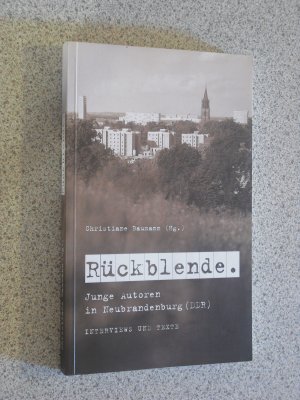 Christiane Baumann (Hg.)
Rückblende.
Junge Autoren
in Neubrandenburg (DDR)
INTERVIEWS UND TEXTE